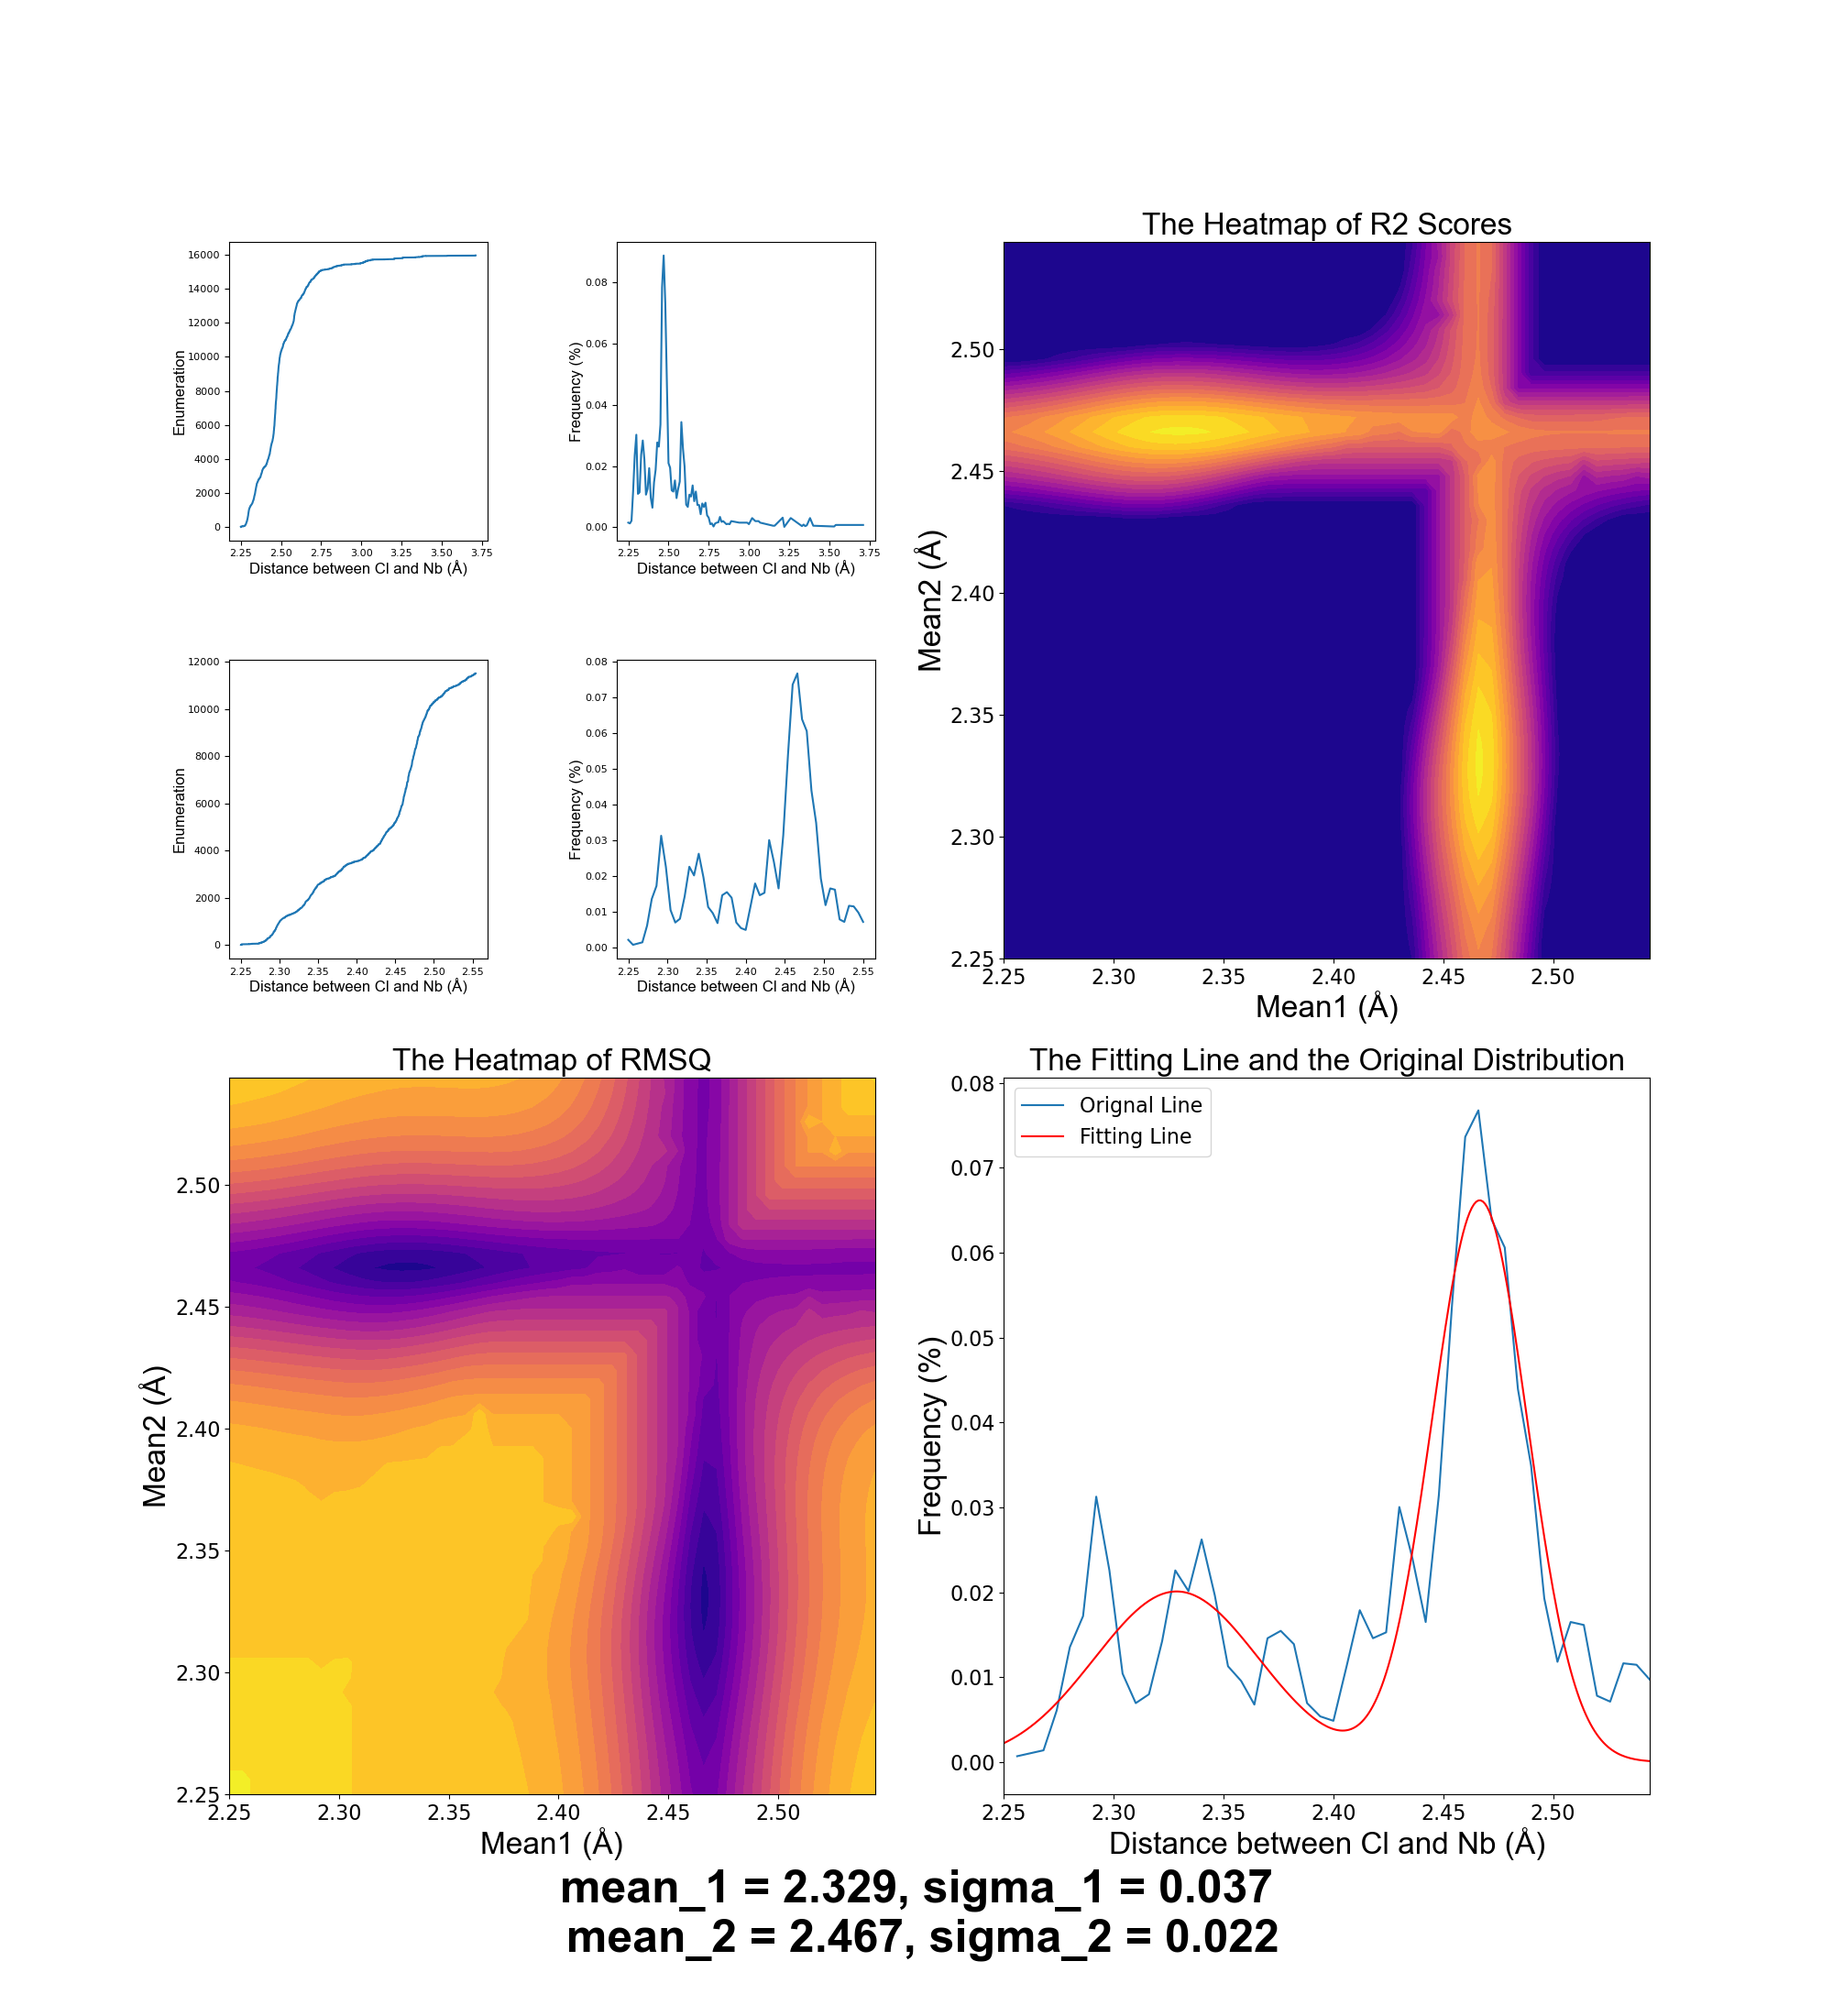 16000
14000
12000
10000
8000
6000
4000
2000
0
Enumeration
2.25 2.50 2.75 3.00 3.25 3.50 3.75
Distance between Cl and Nb (Å)
0.08
0.06
0.04
0.02
0.00
Frequency (%)
2.25 2.50 2.75 3.00 3.25 3.50 3.75
Distance between Cl and Nb (Å)
The Heatmap of R2 Scores
2.50
2.45
2.40
2.35
2.30
2.25
Mean2 (Å)
2.25 2.30 2.35 2.40 2.45 2.50
Mean1 (Å)
12000
10000
8000
6000
4000
2000
0
Enumeration
2.25 2.30 2.35 2.40 2.45 2.50 2.55
Distance between Cl and Nb (Å)
0.08
0.07
0.06
0.05
0.04
0.03
0.02
0.01
0.00
Frequency (%)
2.25 2.30 2.35 2.40 2.45 2.50 2.55
Distance between Cl and Nb (Å)
The Heatmap of RMSQ
2.50
2.45
2.40
2.35
2.30
2.25
Mean2 (Å)
2.25 2.30 2.35 2.40 2.45 2.50
Mean1 (Å)
The Fitting Line and the Original Distribution
Orignal Line
Fitting Line
0.08
0.07
0.06
0.05
0.04
0.03
0.02
0.01
0.00
Frequency (%)
2.25 2.30 2.35 2.40 2.45 2.50
Distance between Cl and Nb (Å)
mean_1 = 2.329, sigma_1 = 0.037
mean_2 = 2.467, sigma_2 = 0.022